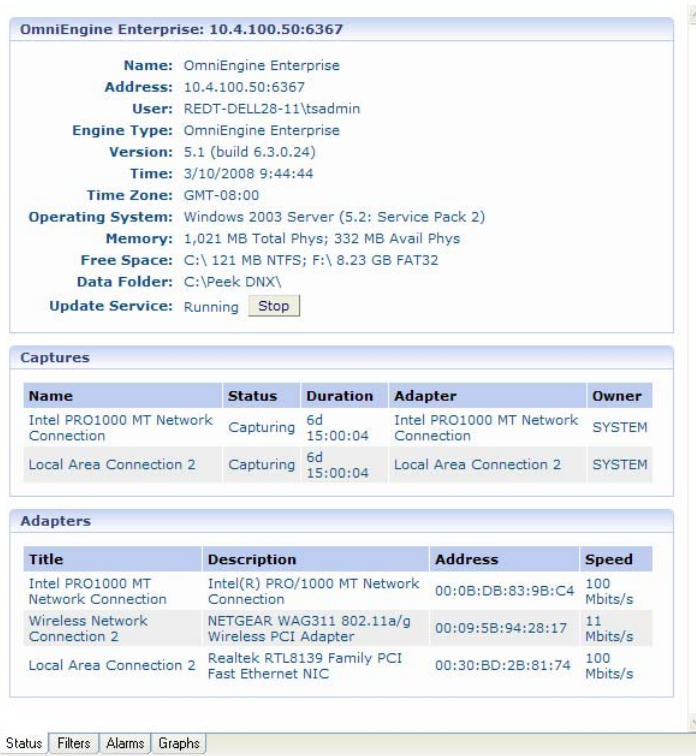 OmniEngine Enterprise: 10.4.100.50:6367
Name: OmniEngine Enterprise
Address: 10.4.100.50:6367
User: REDT-DELL28-11\tsadmin
Engine Type: OmniEngine Enterprise
Version: 5.1 (build 6.3.0.24)
Time: 3/10/2008 9:44:44
Time Zone: GMT-08:00
Operating System: Windows 2003 Server (5.2: Service Pack 2)
Memory: 1,021 MB Total Phys; 332 MB Avail Phys
Free Space: C:\ 121 MB NTFS; F:\ 8.23 GB FAT32
Data Folder: C:\Peek DNX\
Update Service: Running Stop
Captures
Name Status Duration Adapter Owner
Intel PRO1000 MT Network Connection Capturing 6d 15:00:04 Intel PRO1000 MT Network Connection SYSTEM
Local Area Connection 2 Capturing 6d 15:00:04 Local Area Connection 2 SYSTEM
Adapters
Title Description Address Speed
Intel PRO1000 MT Network Connection Intel(R) PRO/1000 MT Network Connection 00:0B:DB:83:9B:C4 100 Mbits/s
Wireless Network Connection 2 NETGEAR WAG311 802.11a/g Wireless PCI Adapter 00:09:5B:94:28:17 11 Mbits/s
Local Area Connection 2 Realtek RTL8139 Family PCI Fast Ethernet NIC 00:30:BD:2B:81:74 100 Mbits/s
Status Filters Alarms Graphs